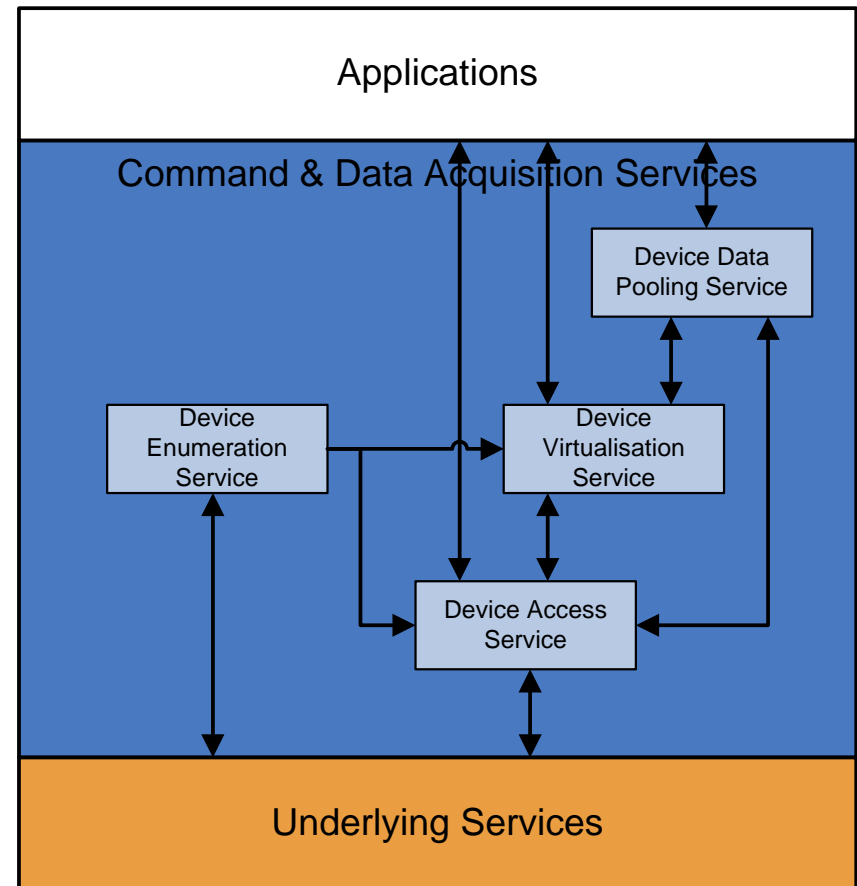 Applications
Command & Data Acquisition Services
Device Data
Pooling Service
Device
Enumeration
Service
Device
Virtualisation
Service
Device Access
Service
Underlying Services